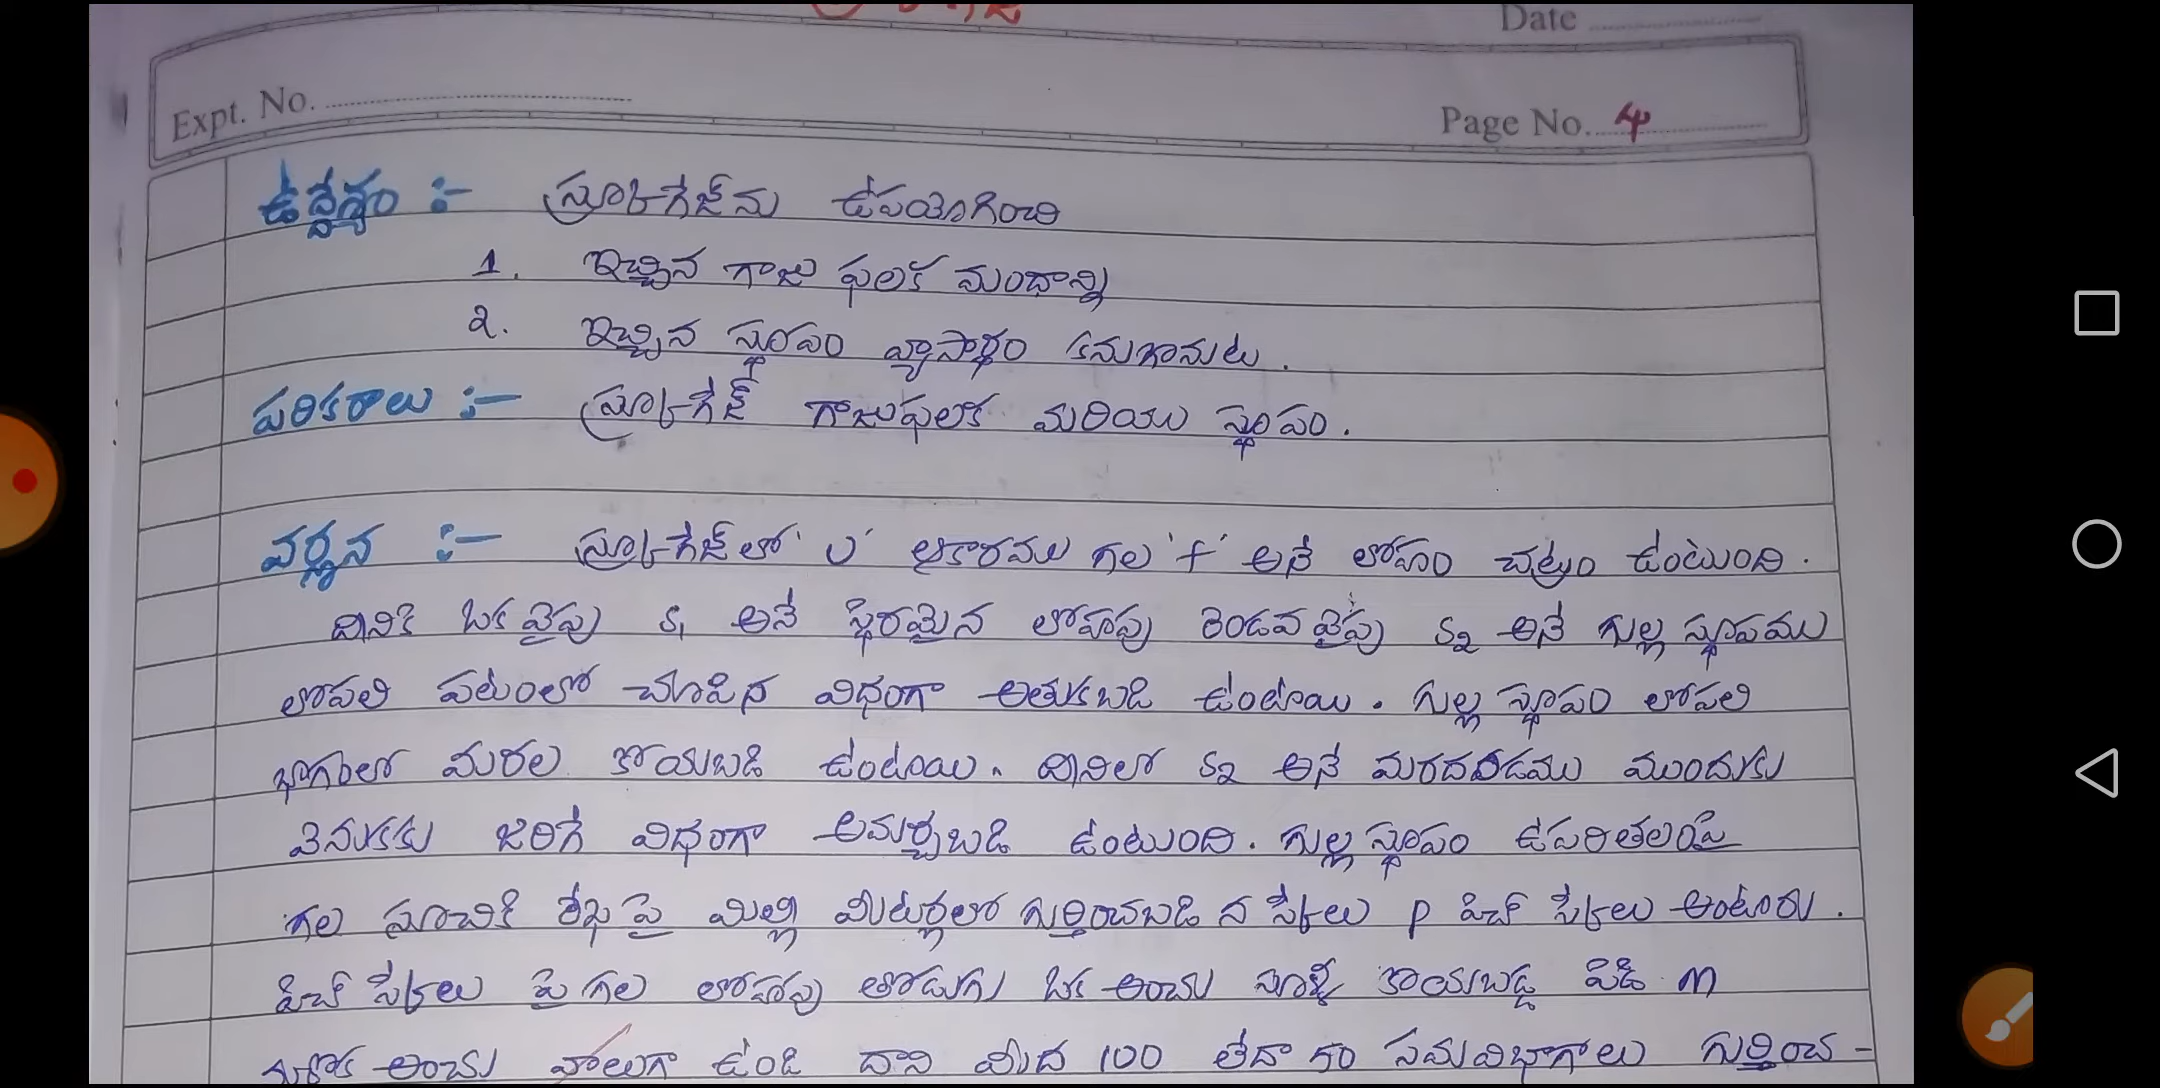 Date
Expt. No.
Page No. 4
ఉద్దేశ్యం :- స్క్రూగేజ్‌ను ఉపయోగించి
1. ఇచ్చిన గాజు ఫలక మందాన్ని
2. ఇచ్చిన స్థూపం వ్యాసార్థం కనుగొనుటు.
పరికరాలు :- స్క్రూగేజ్ గాజుఫలక మరియు స్థూపం.
వర్ణన :- స్క్రూగేజ్‌లో 'U' ఆకారము గల 'f' అనే లోహం చట్రం ఉంటుంది.
దీనికి ఒకవైపు S1 అనే స్థిరమైన లోహపు రెండవవైపు S2 అనే గుల్ల స్థూపము
లోపలి పటంలో చూపిన విధంగా అతుకబడి ఉంటాయి. గుల్ల స్థూపం లోపలి
భాగంలో మరల కోయబడి ఉంటాయి. దీనిలో S2 అనే మరదండము ముందుకు
వెనుకకు జరిగే విధంగా అమర్చబడి ఉంటుంది. గుల్ల స్థూపం ఉపరితలంపై
గల సూచికి రేఖపై మిల్లీ మీటర్లలో గుర్తించబడిన స్కేలు P పిచ్ స్కేలు అంటారు.
పిచ్ స్కేలు పై గల లోహపు తొడుగు ఒక అంచు కోయబడ్డ పిడి m
అంచు వాలుగా ఉండి దాని మీద 100 లేదా 50 సమవిభాగాలు గుర్తించ -